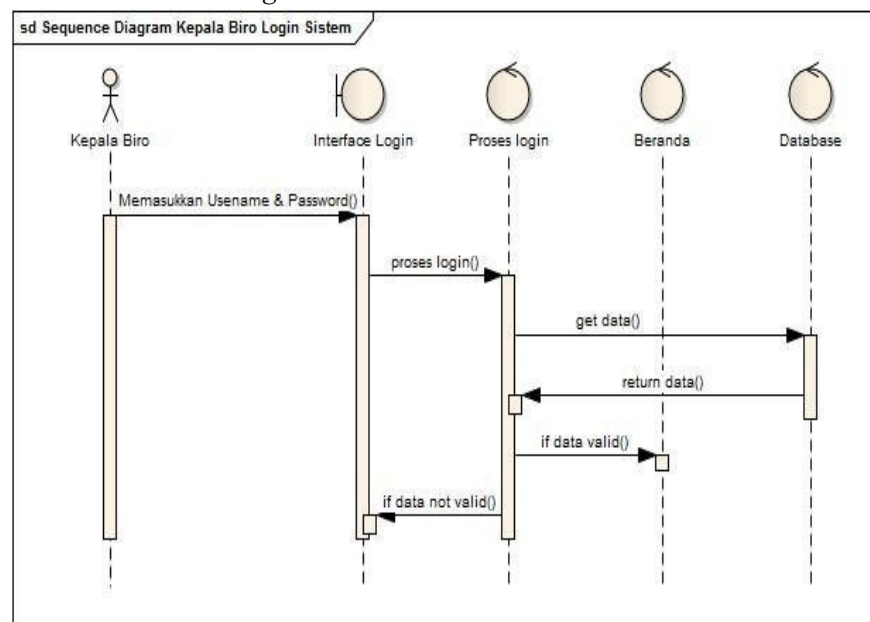 sd Sequence Diagram Kepala Biro Login Sistem
Kepala Biro
Interface Login
Proses login
Beranda
Database
Memasukkan Usename & Password()
proses login()
get data()
return data()
if data valid()
if data not valid()